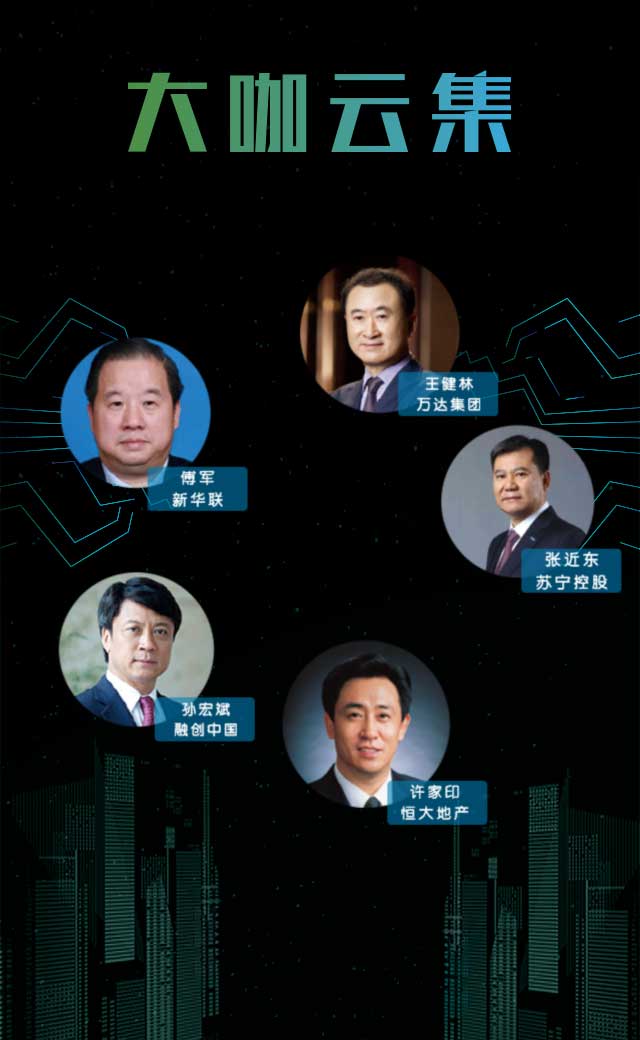 大咖云集
王健林
万达集团
傅军
新华联
张近东
苏宁控股
孙宏斌
融创中国
许家印
恒大地产